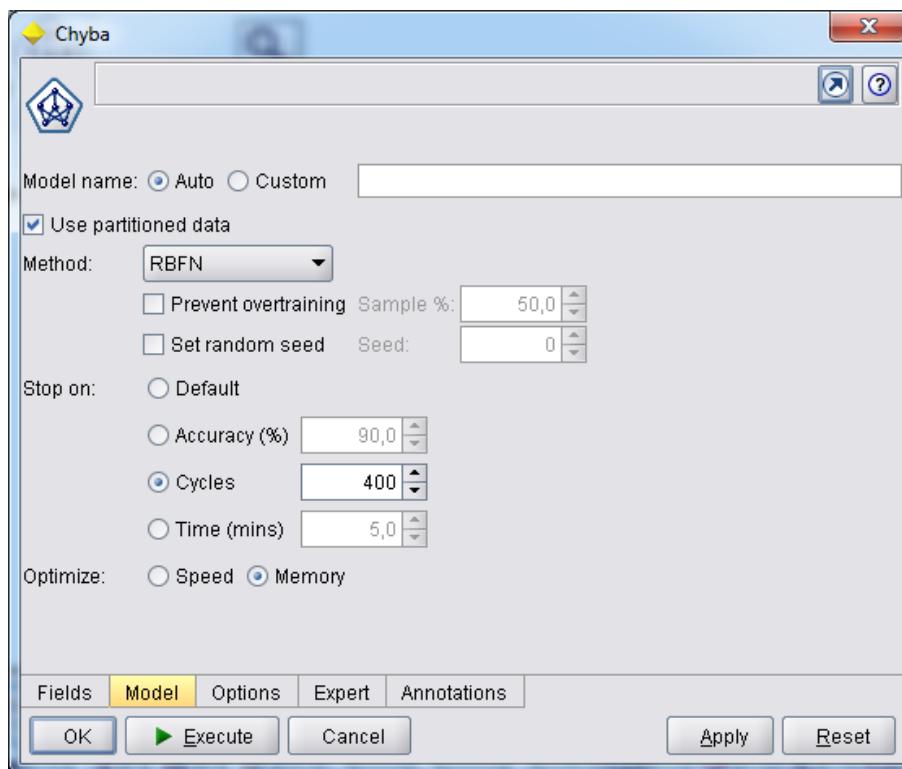 Chyba
Model name: Auto Custom
Use partitioned data
Method: RBFN
Prevent overtraining Sample %: 50,0
Set random seed Seed: 0
Stop on: Default
Accuracy (%) 90,0
Cycles 400
Time (mins) 5,0
Optimize: Speed Memory
Fields Model Options Expert Annotations
OK Execute Cancel Apply Reset